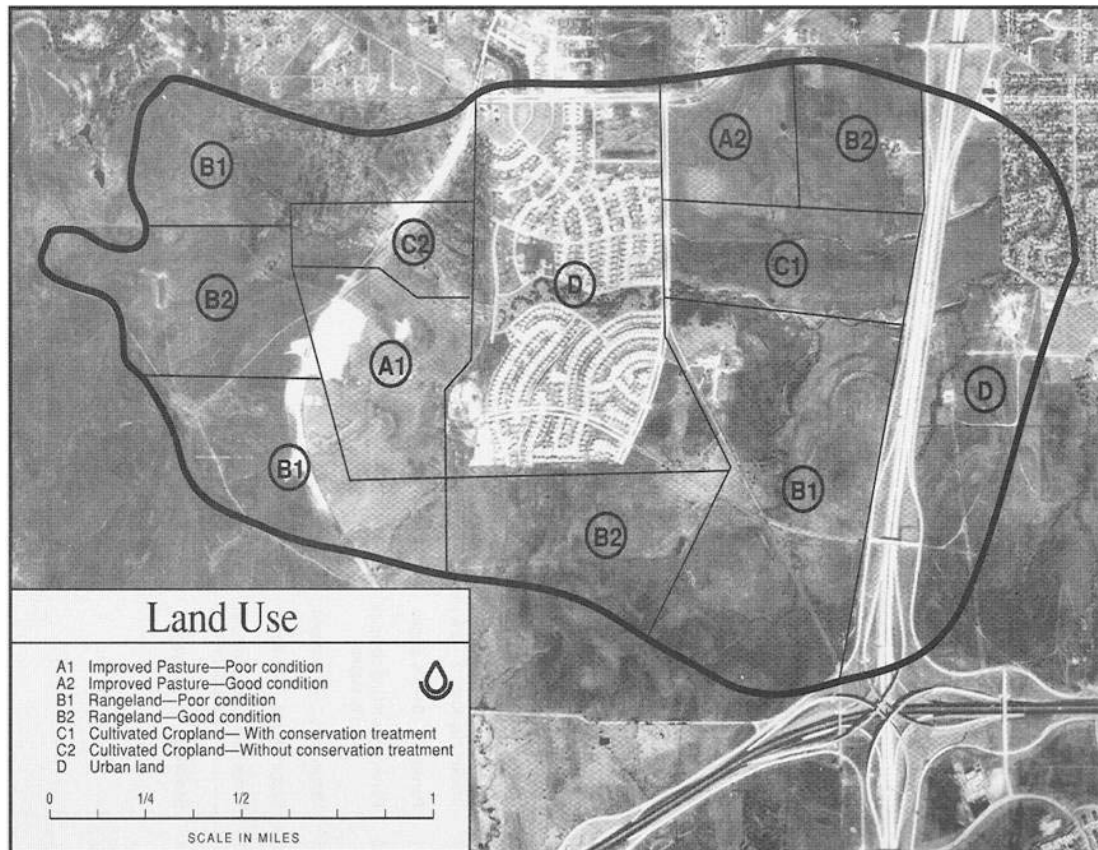 B1
A2
B2
C2
C1
B2
D
A1
D
B1
B1
B2
Land Use
A1 Improved Pasture—Poor condition
A2 Improved Pasture—Good condition
B1 Rangeland—Poor condition
B2 Rangeland—Good condition
C1 Cultivated Cropland— With conservation treatment
C2 Cultivated Cropland—Without conservation treatment
D Urban land
0 1/4 1/2 1
SCALE IN MILES